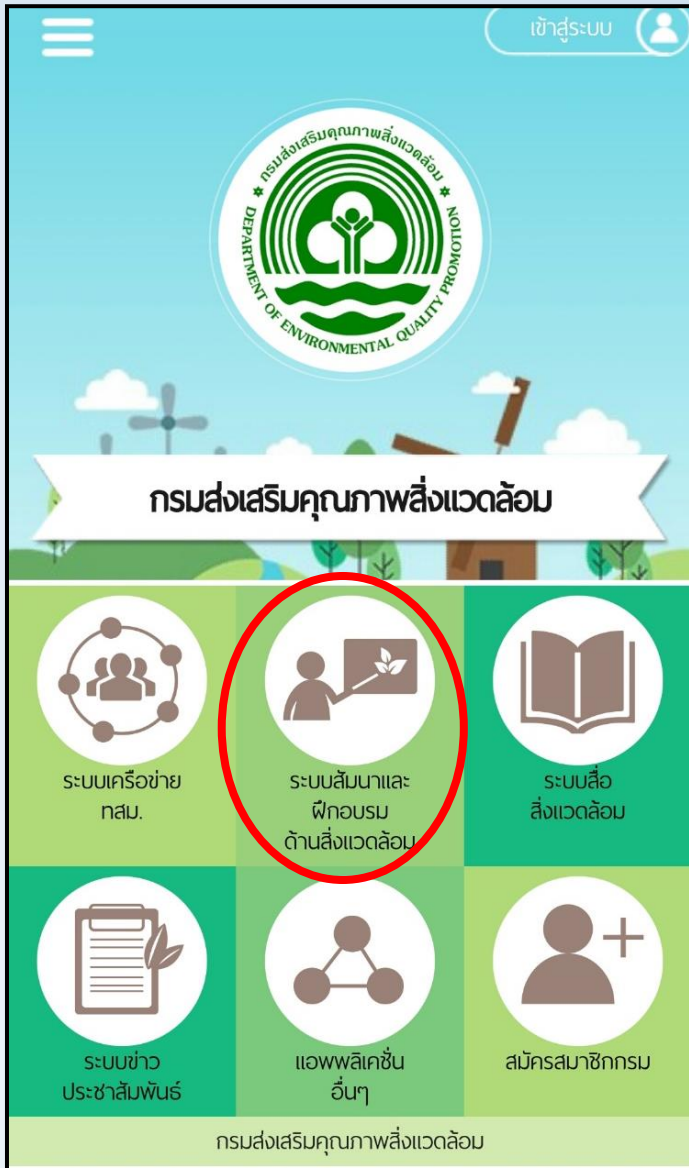 เข้าสู่ระบบ
กรมส่งเสริมคุณภาพสิ่งแวดล้อม
DEPARTMENT OF ENVIRONMENTAL QUALITY PROMOTION
กรมส่งเสริมคุณภาพสิ่งแวดล้อม
ระบบเครือข่าย
ทสม.
ระบบสัมนาและ
ฝึกอบรม
ด้านสิ่งแวดล้อม
ระบบสื่อ
สิ่งแวดล้อม
ระบบข่าว
ประชาสัมพันธ์
แอพพลิเคชั่น
อื่นๆ
สมัครสมาชิกกรม
กรมส่งเสริมคุณภาพสิ่งแวดล้อม